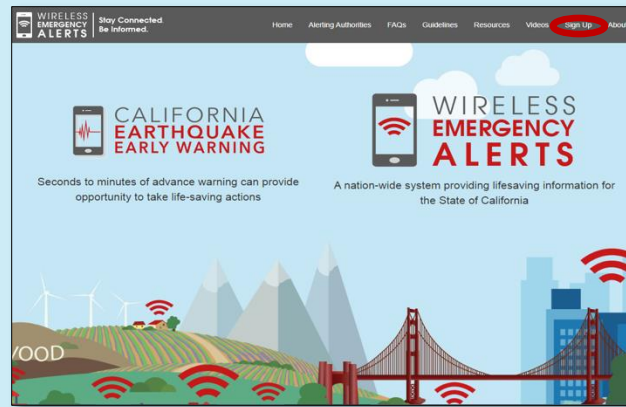 WIRELESS
EMERGENCY
ALERTS
Stay Connected.
Be Informed.
Home Alerting Authorities FAQs Guidelines Resources Videos Sign Up About
CALIFORNIA
EARTHQUAKE
EARLY WARNING
Seconds to minutes of advance warning can provide
opportunity to take life-saving actions
WIRELESS
EMERGENCY
ALERTS
A nation-wide system providing lifesaving information for
the State of California
WOOD